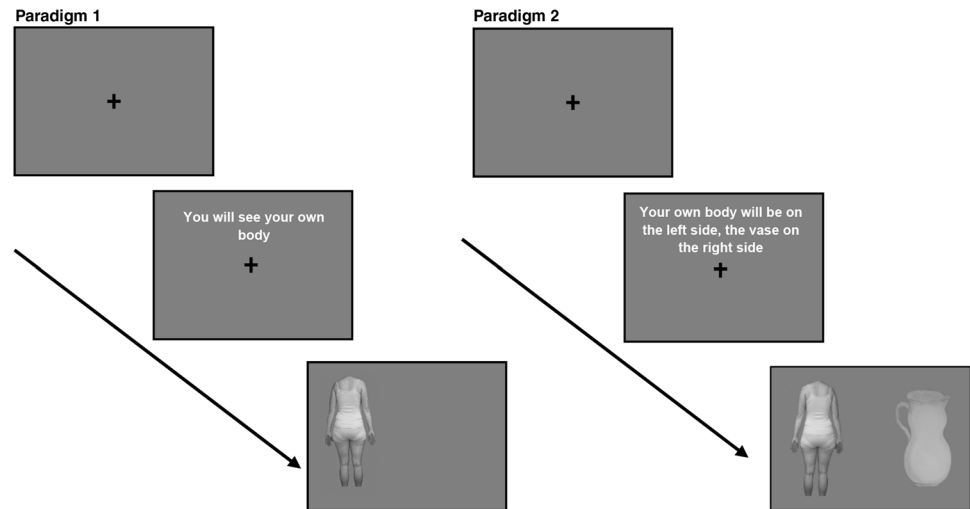 Paradigm 1
You will see your own
body
Paradigm 2
Your own body will be on
the left side, the vase on
the right side